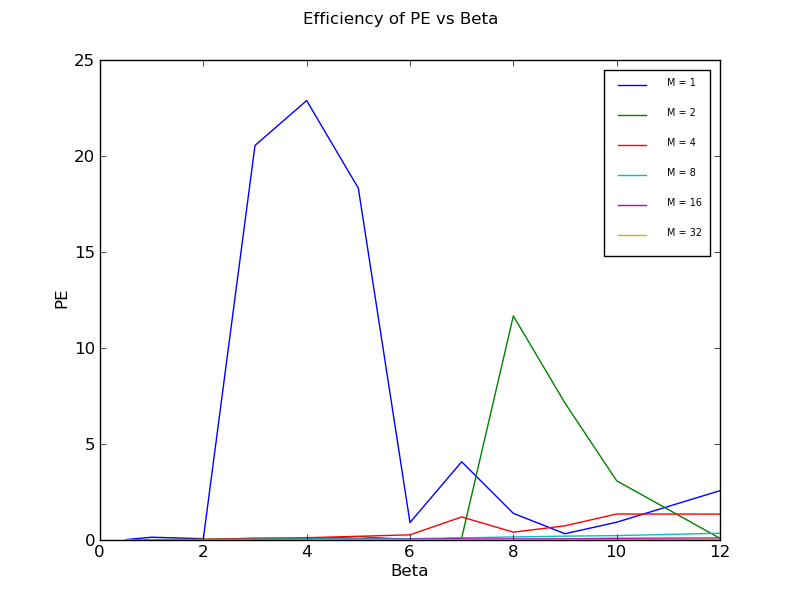 Efficiency of PE vs Beta
25
20
15
10
5
0
PE
M = 1
M = 2
M = 4
M = 8
M = 16
M = 32
0 2 4 6 8 10 12
Beta